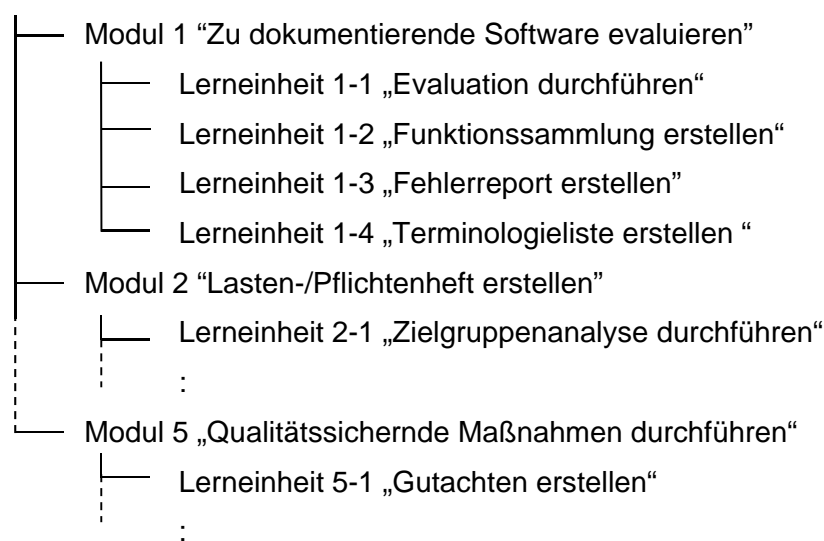 Modul 1 “Zu dokumentierende Software evaluieren”
Lerneinheit 1-1 „Evaluation durchführen“
Lerneinheit 1-2 „Funktionssammlung erstellen“
Lerneinheit 1-3 „Fehlerreport erstellen”
Lerneinheit 1-4 „Terminologieliste erstellen “
Modul 2 “Lasten-/Pflichtenheft erstellen”
Lerneinheit 2-1 „Zielgruppenanalyse durchführen“
:
Modul 5 „Qualitätssichernde Maßnahmen durchführen“
Lerneinheit 5-1 „Gutachten erstellen“
: